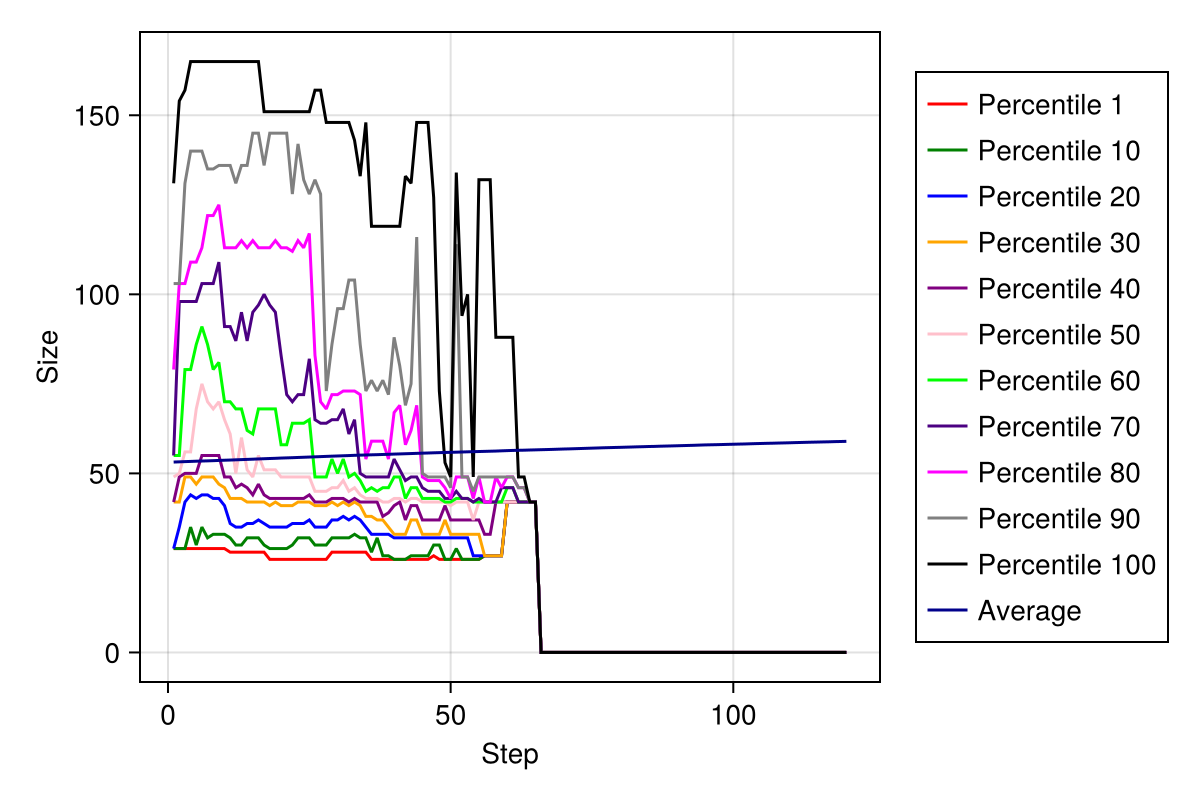 150
100
50
0
Size
0
50
100
Step
Percentile 1
Percentile 10
Percentile 20
Percentile 30
Percentile 40
Percentile 50
Percentile 60
Percentile 70
Percentile 80
Percentile 90
Percentile 100
Average